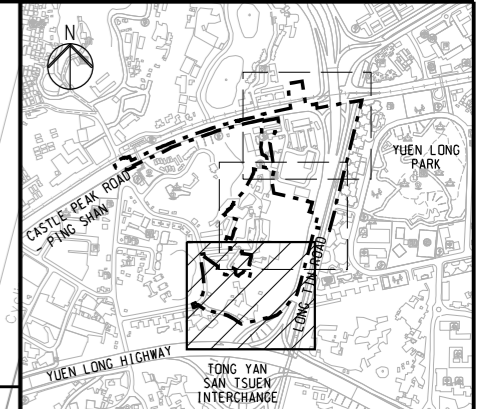 N
YUEN LONG
PARK
CASTLE PEAK ROAD
PING SHAN
LONG TIN ROAD
YUEN LONG HIGHWAY
TONG YAN
SAN TSUEN
INTERCHANGE